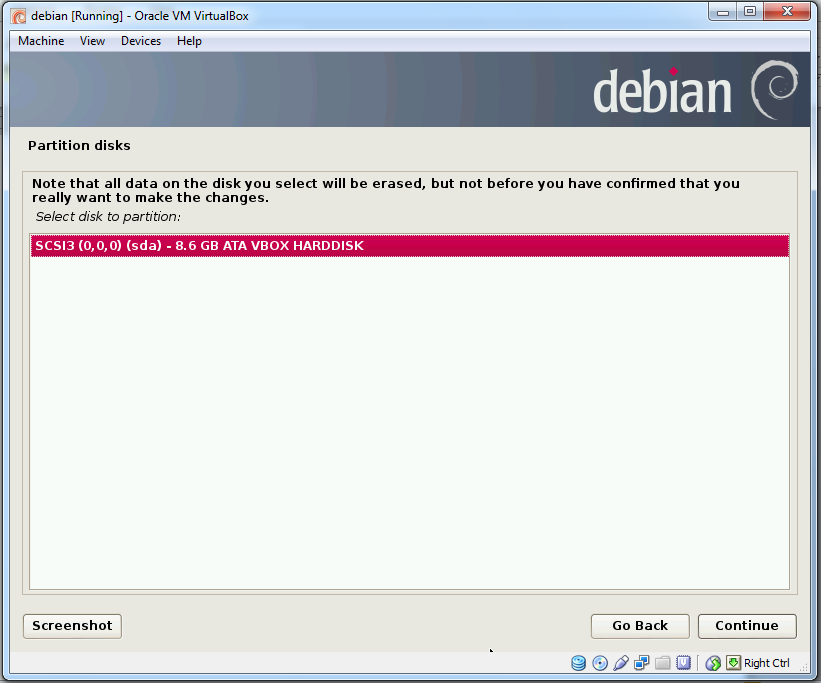 debian [Running] - Oracle VM VirtualBox
Machine View Devices Help
debian
Partition disks
Note that all data on the disk you select will be erased, but not before you have confirmed that you
really want to make the changes.
Select disk to partition:
SCSI3 (0,0,0) (sda) - 8.6 GB ATA VBOX HARDDISK
Screenshot Go Back Continue
Right Ctrl